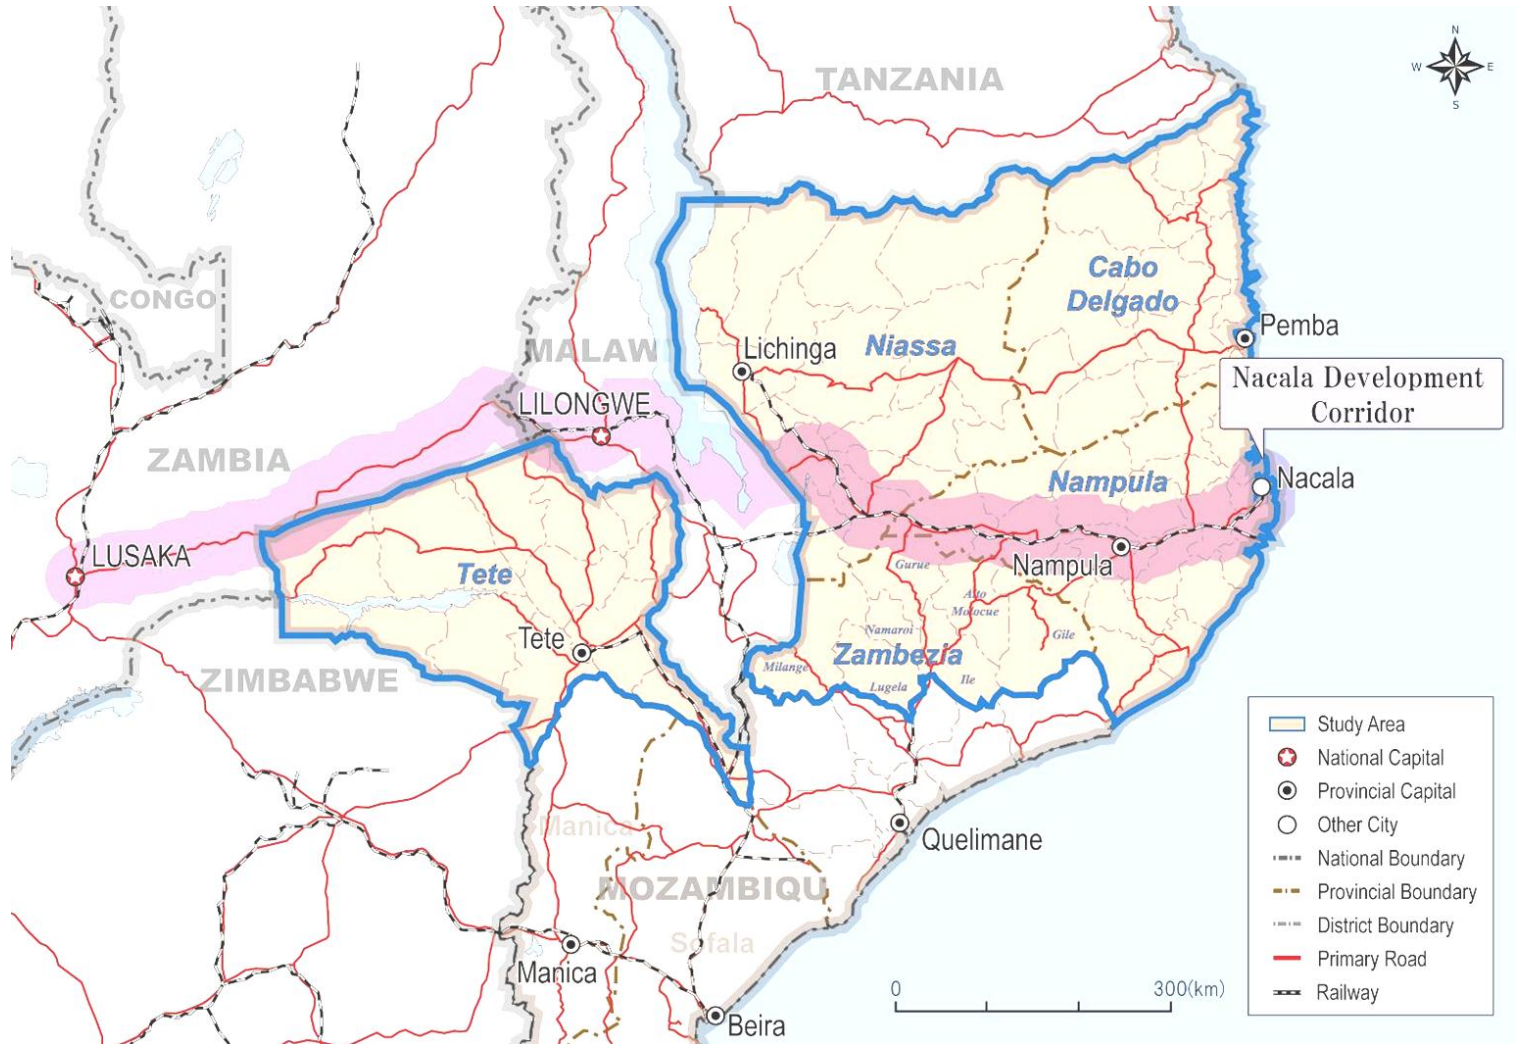 N
W E
S
TANZANIA
CONGO
Cabo
Delgado
Pemba
MALAW
Lichinga
Niassa
Nacala Development
Corridor
LILONGWE
ZAMBIA
Nampula
Nacala
LUSAKA
Nampula
Gurue
Tete
Alto
Molocue
Tete
Namaroi
Gile
Zambezia
Milange
ZIMBABWE
Lugela
Ile
Study Area
National Capital
Provincial Capital
Other City
National Boundary
Provincial Boundary
District Boundary
Primary Road
Railway
Manica
Quelimane
MOZAMBIQU
Sofala
Manica
0 300(km)
Beira